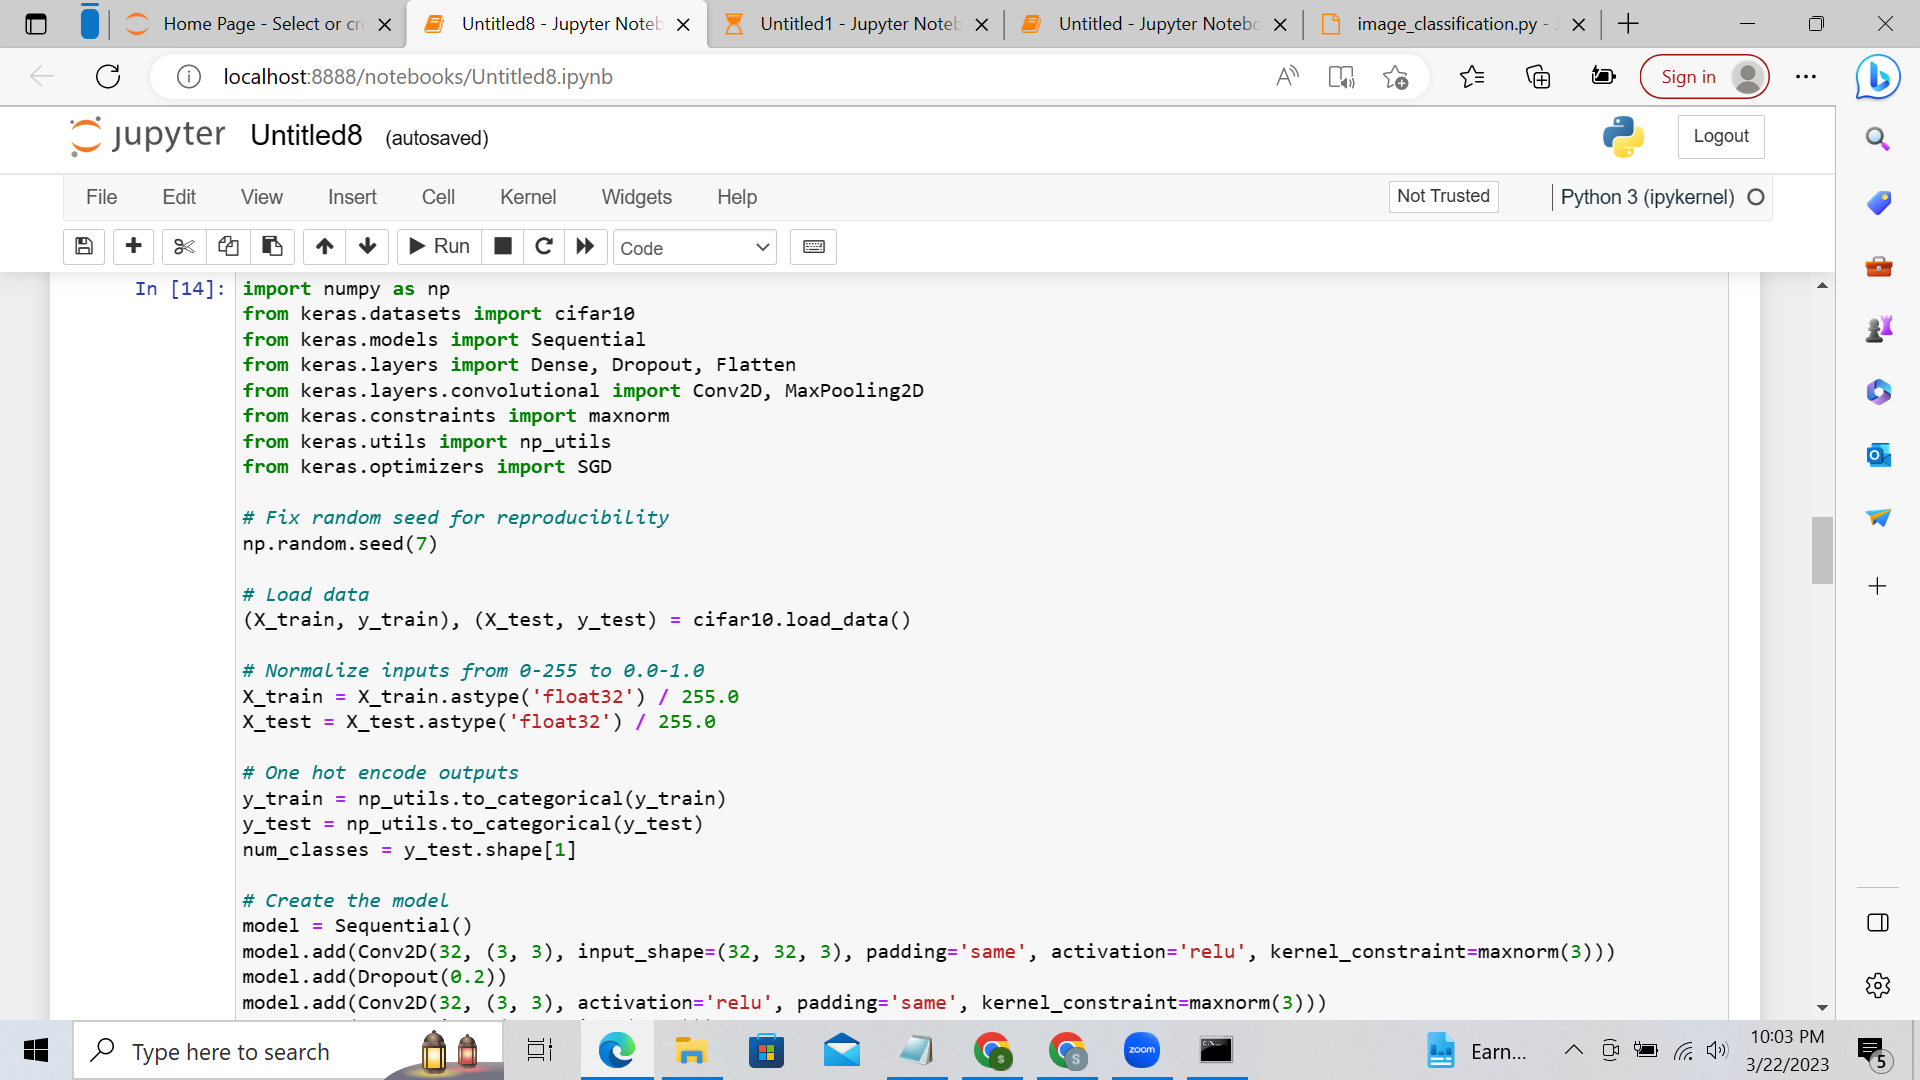 Home Page - Select or cre
Untitled8 - Jupyter Noteb
Untitled1 - Jupyter Noteb
Untitled - Jupyter Notebo
image_classification.py - J
localhost:8888/notebooks/Untitled8.ipynb
Sign in
jupyter Untitled8 (autosaved)
Logout
File Edit View Insert Cell Kernel Widgets Help
Not Trusted
Python 3 (ipykernel)
Run
Code
In [14]:
import numpy as np
from keras.datasets import cifar10
from keras.models import Sequential
from keras.layers import Dense, Dropout, Flatten
from keras.layers.convolutional import Conv2D, MaxPooling2D
from keras.constraints import maxnorm
from keras.utils import np_utils
from keras.optimizers import SGD
# Fix random seed for reproducibility
np.random.seed(7)
# Load data
(X_train, y_train), (X_test, y_test) = cifar10.load_data()
# Normalize inputs from 0-255 to 0.0-1.0
X_train = X_train.astype('float32') / 255.0
X_test = X_test.astype('float32') / 255.0
# One hot encode outputs
y_train = np_utils.to_categorical(y_train)
y_test = np_utils.to_categorical(y_test)
num_classes = y_test.shape[1]
# Create the model
model = Sequential()
model.add(Conv2D(32, (3, 3), input_shape=(32, 32, 3), padding='same', activation='relu', kernel_constraint=maxnorm(3)))
model.add(Dropout(0.2))
model.add(Conv2D(32, (3, 3), activation='relu', padding='same', kernel_constraint=maxnorm(3)))
Type here to search
zoom
Earn...
10:03 PM
3/22/2023
5